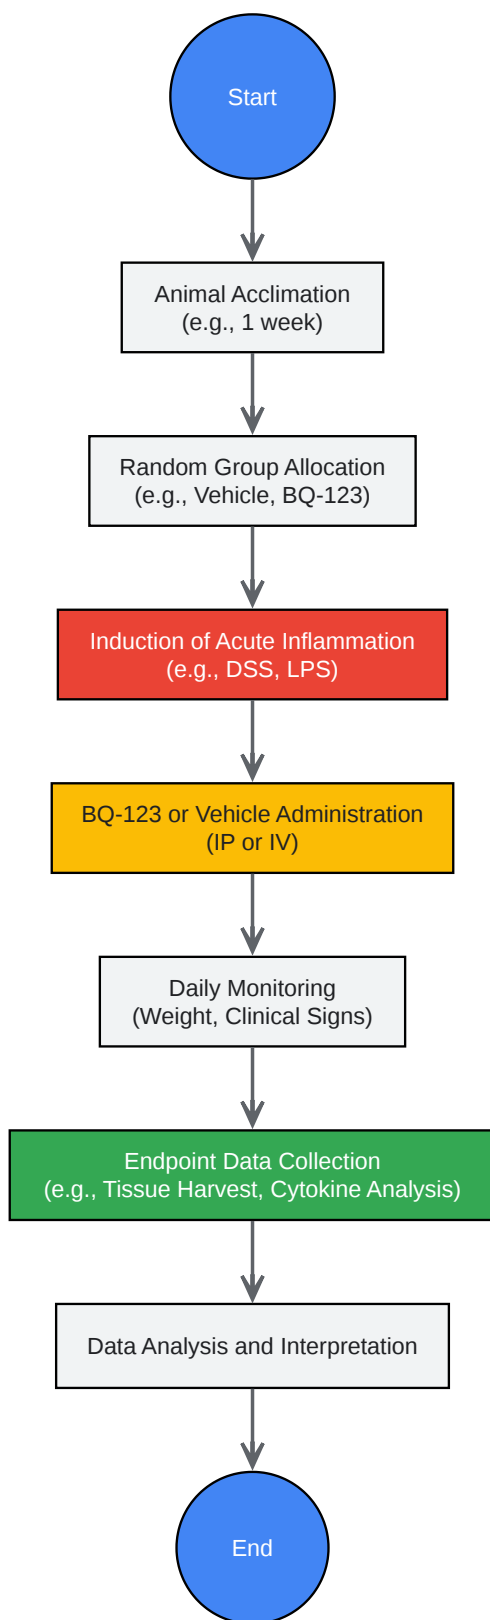 Start
Animal Acclimation
(e.g., 1 week)
Random Group Allocation
(e.g., Vehicle, BQ-123)
Induction of Acute Inflammation
(e.g., DSS, LPS)
BQ-123 or Vehicle Administration
(IP or IV)
Daily Monitoring
(Weight, Clinical Signs)
Endpoint Data Collection
(e.g., Tissue Harvest, Cytokine Analysis)
Data Analysis and Interpretation
End